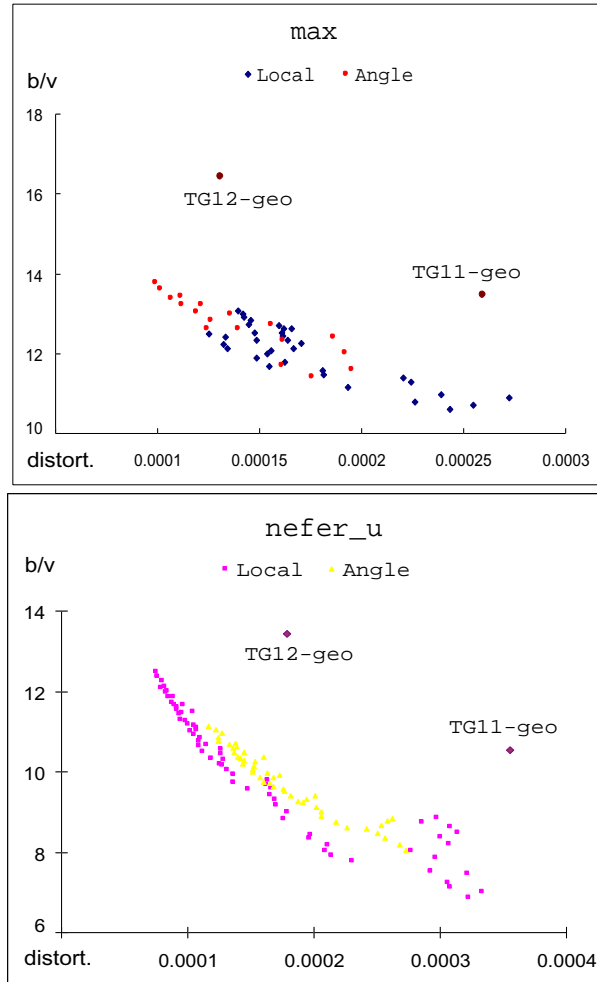 max
b/v
Local Angle
18
TG12-geo
16
TG11-geo
14
12
10
distort. 0.0001 0.00015 0.0002 0.00025 0.0003
nefer_u
b/v
Local Angle
14
TG12-geo
12
TG11-geo
10
8
6
distort. 0.0001 0.0002 0.0003 0.0004